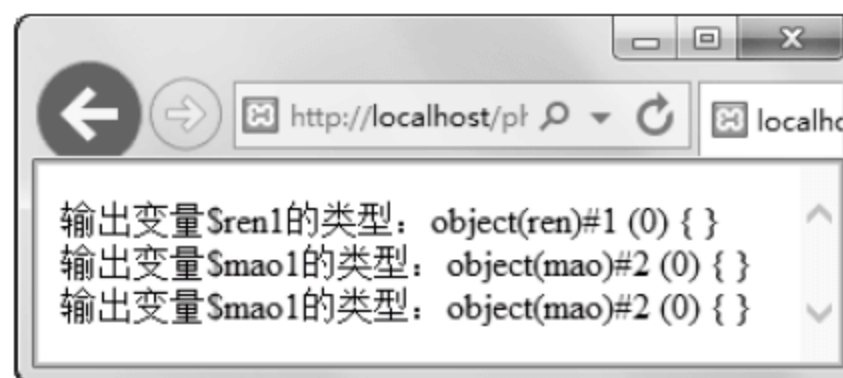 http://localhost/ph
localho
输出变量$ren1的类型：object(ren)#1 (0) { }
输出变量$mao1的类型：object(mao)#2 (0) { }
输出变量$mao1的类型：object(mao)#2 (0) { }